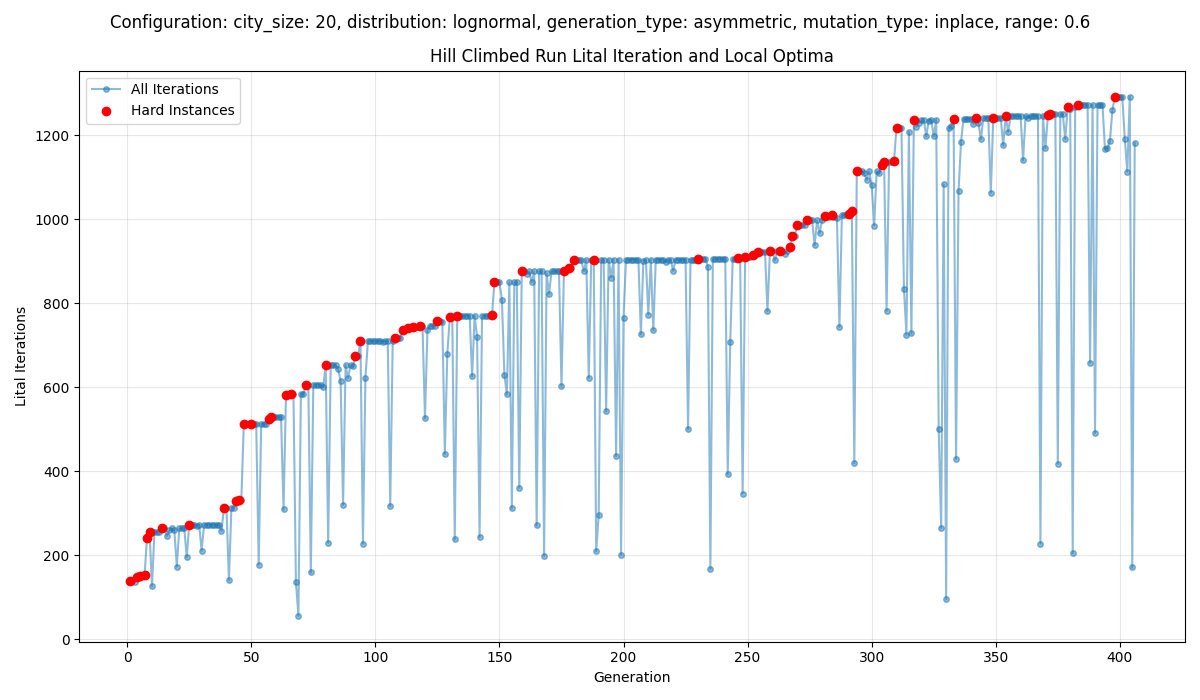 Configuration: city_size: 20, distribution: lognormal, generation_type: asymmetric, mutation_type: inplace, range: 0.6
Hill Climbed Run Lital Iteration and Local Optima
All Iterations
Hard Instances
Lital Iterations
1200
1000
800
600
400
200
0
0 50 100 150 200 250 300 350 400
Generation